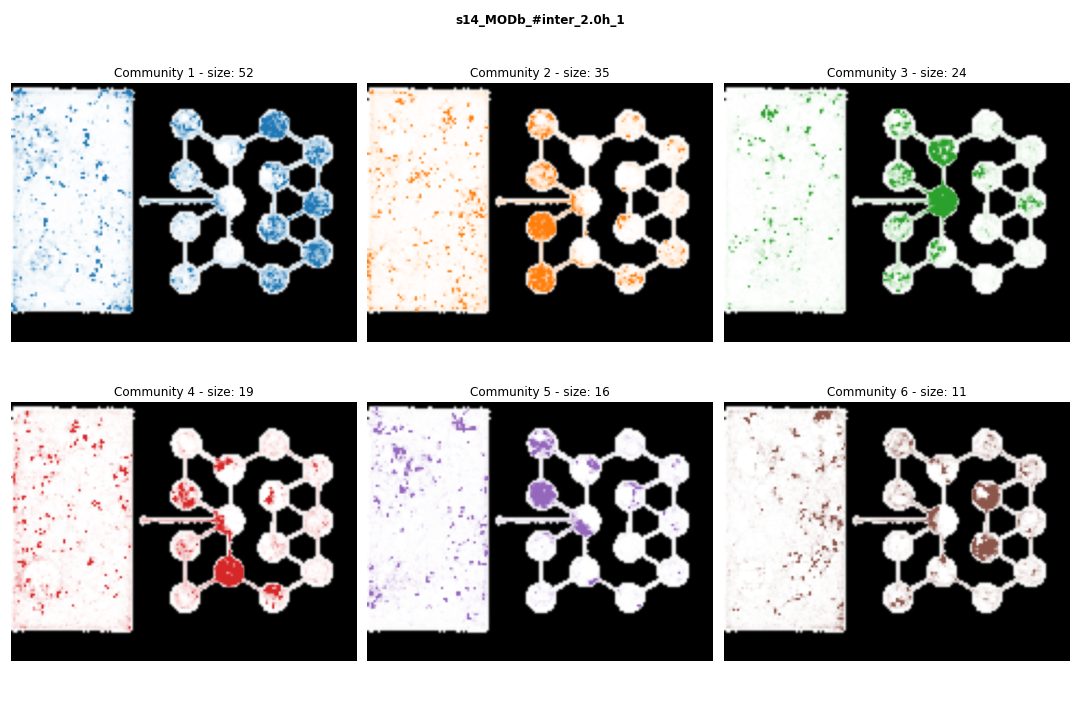 s14_MODb_#inter_2.0h_1
Community 1 - size: 52
Community 2 - size: 35
Community 3 - size: 24
Community 4 - size: 19
Community 5 - size: 16
Community 6 - size: 11